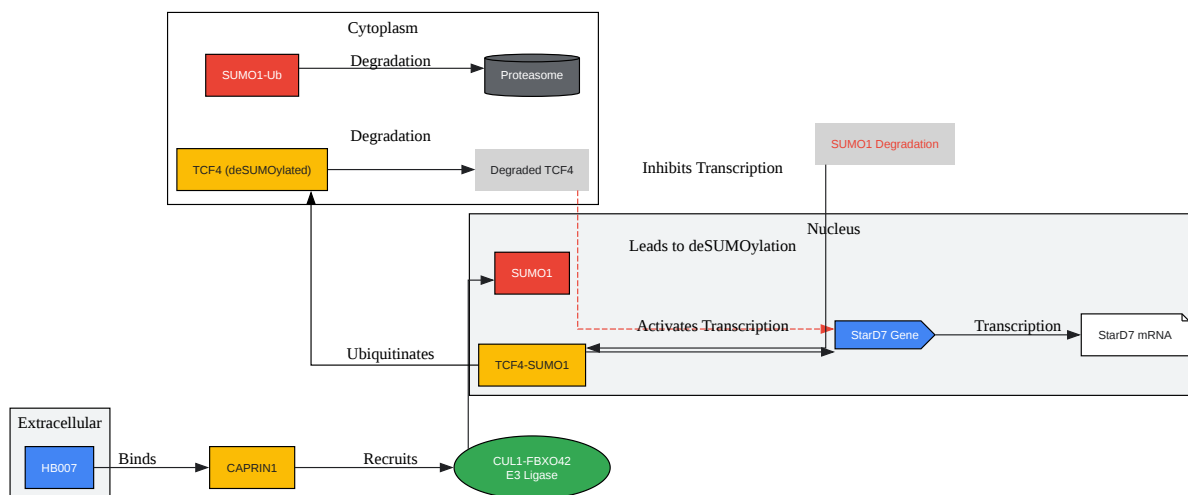 Cytoplasm
SUMO1-Ub
Degradation
Proteasome
Degradation
TCF4 (deSUMOylated)
Degraded TCF4
SUMO1 Degradation
Inhibits Transcription
Nucleus
Leads to deSUMOylation
SUMO1
Activates Transcription
StarD7 Gene
Transcription
StarD7 mRNA
Ubiquitinates
TCF4-SUMO1
Extracellular
HB007
Binds
CAPRIN1
Recruits
CUL1-FBXO42
E3 Ligase